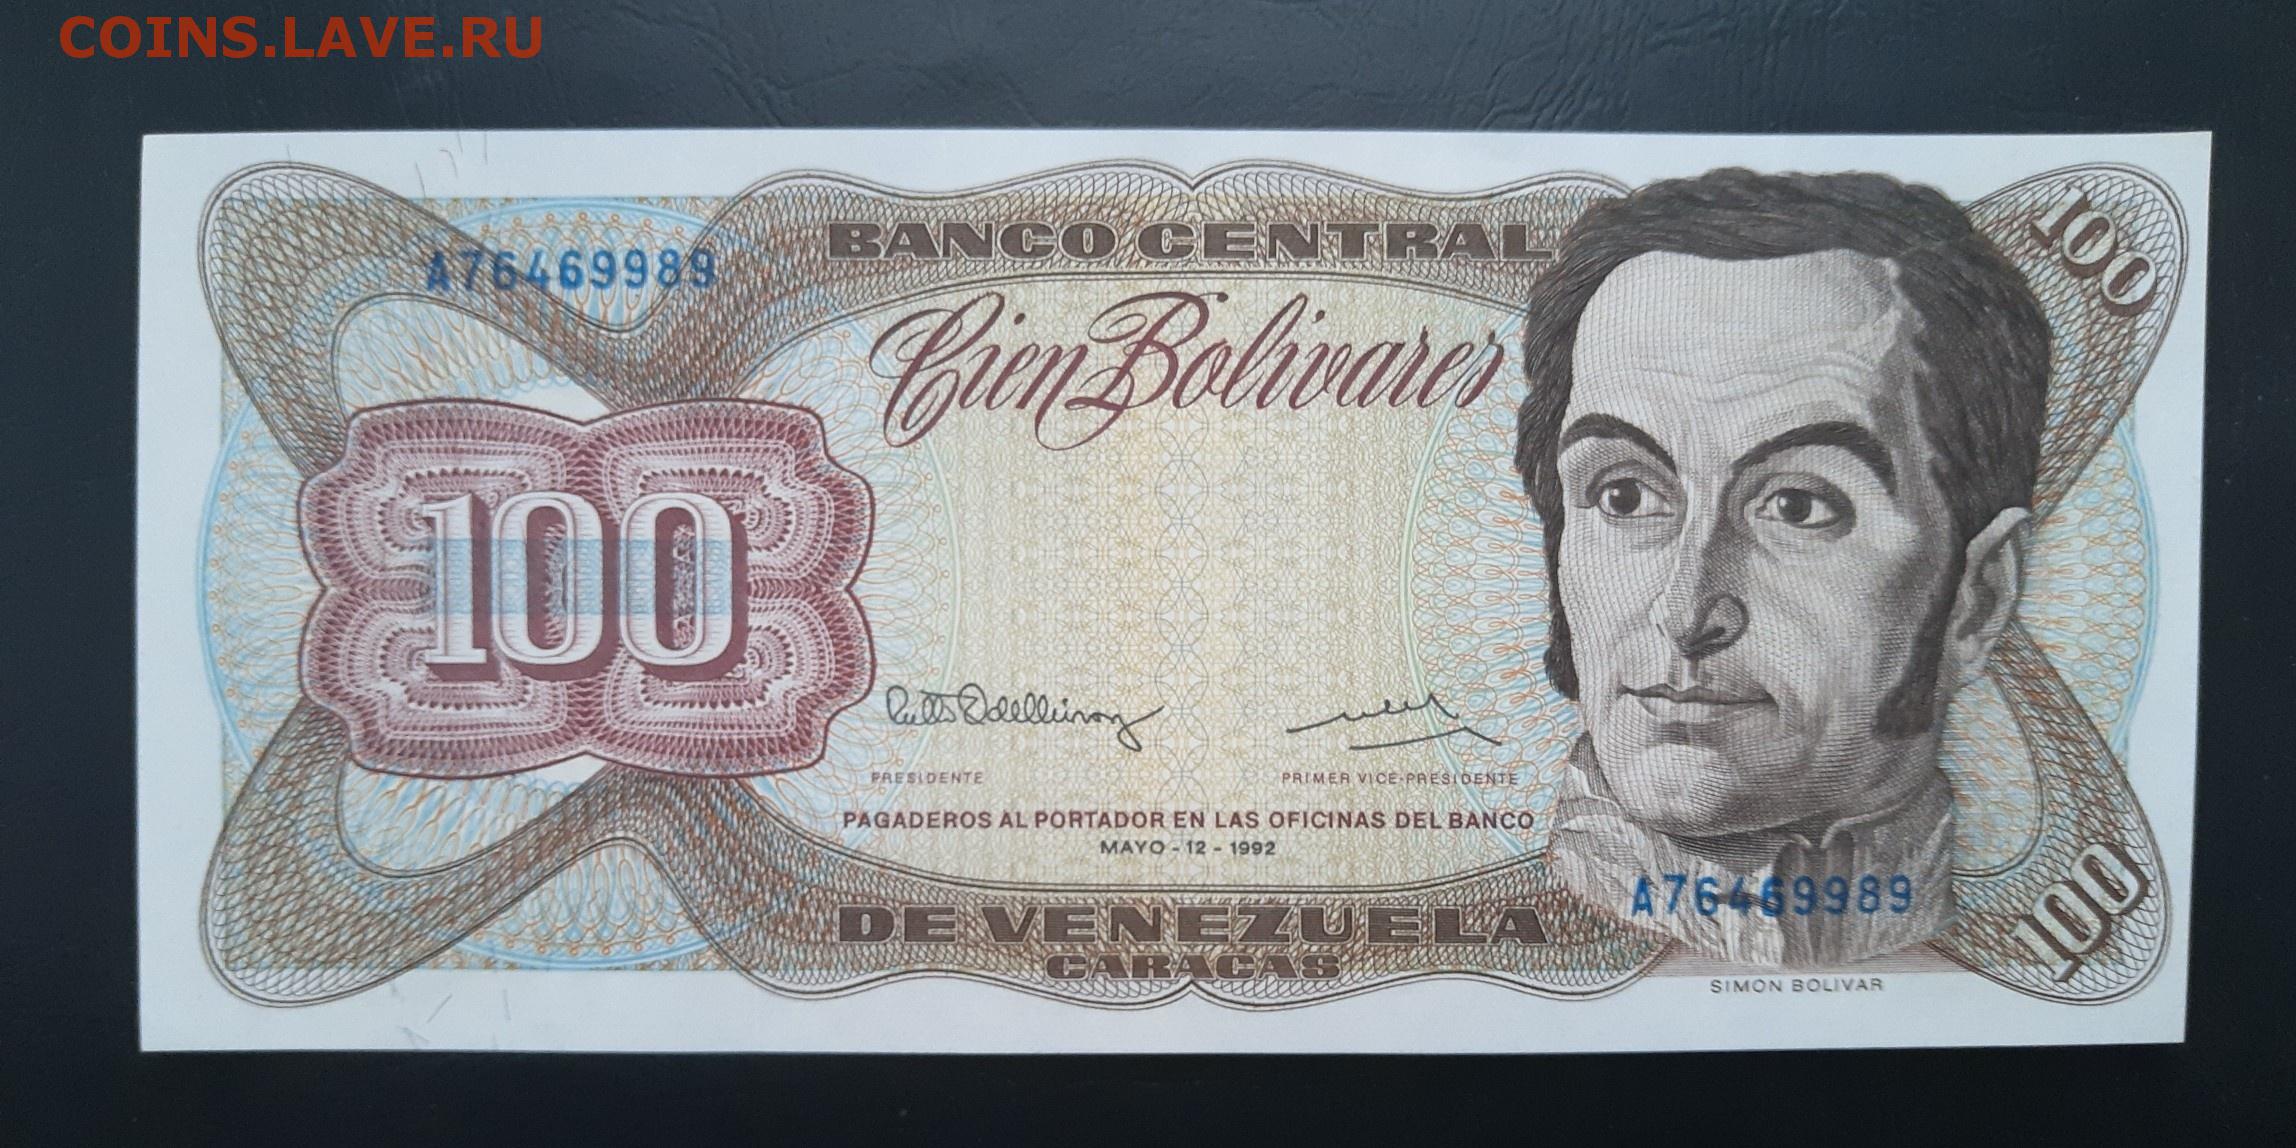 COINS.LAVE.RU
BANCO CENTRAL
100
A76469989
Cien Bolivares
100
PRESIDENTE PRIMER VICE-PRESIDENTE
PAGADEROS AL PORTADOR EN LAS OFICINAS DEL BANCO
MAYO - 12 - 1992
A76469989
100
DE VENEZUELA
CARACAS
SIMON BOLIVAR